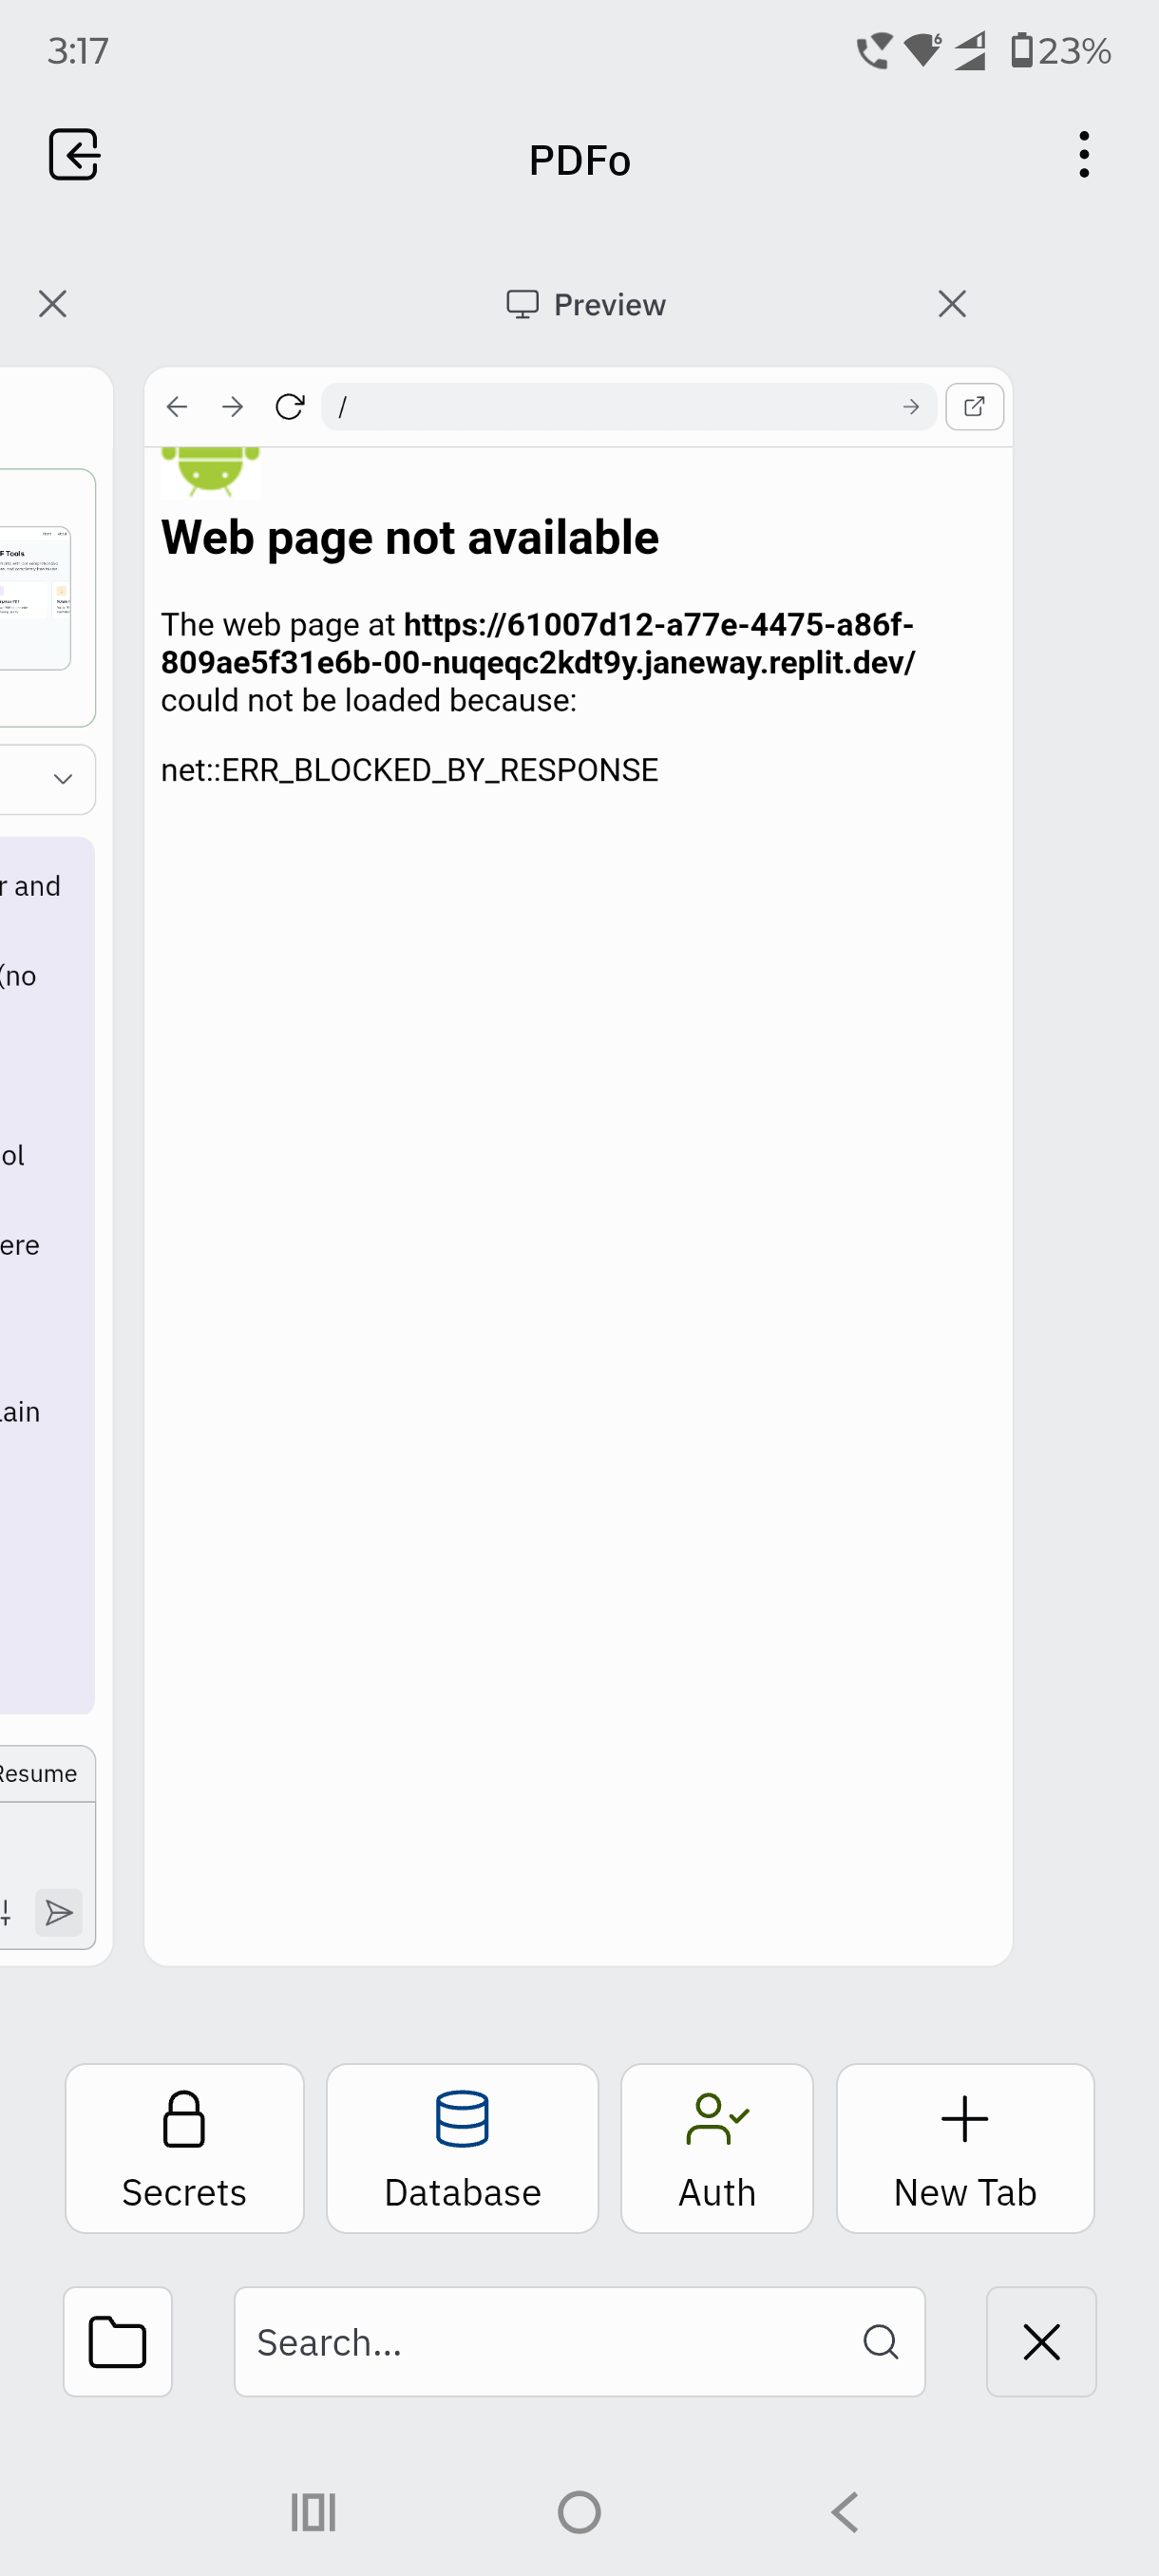 3:17
6
23%
PDFo
Preview
/
Web page not available
The web page at https://61007d12-a77e-4475-a86f-
809ae5f31e6b-00-nuqeqc2kdt9y.janeway.replit.dev/
could not be loaded because:
net::ERR_BLOCKED_BY_RESPONSE
F Tools
r and
(no
ol
ere
ain
Resume
Secrets
Database
Auth
New Tab
Search...